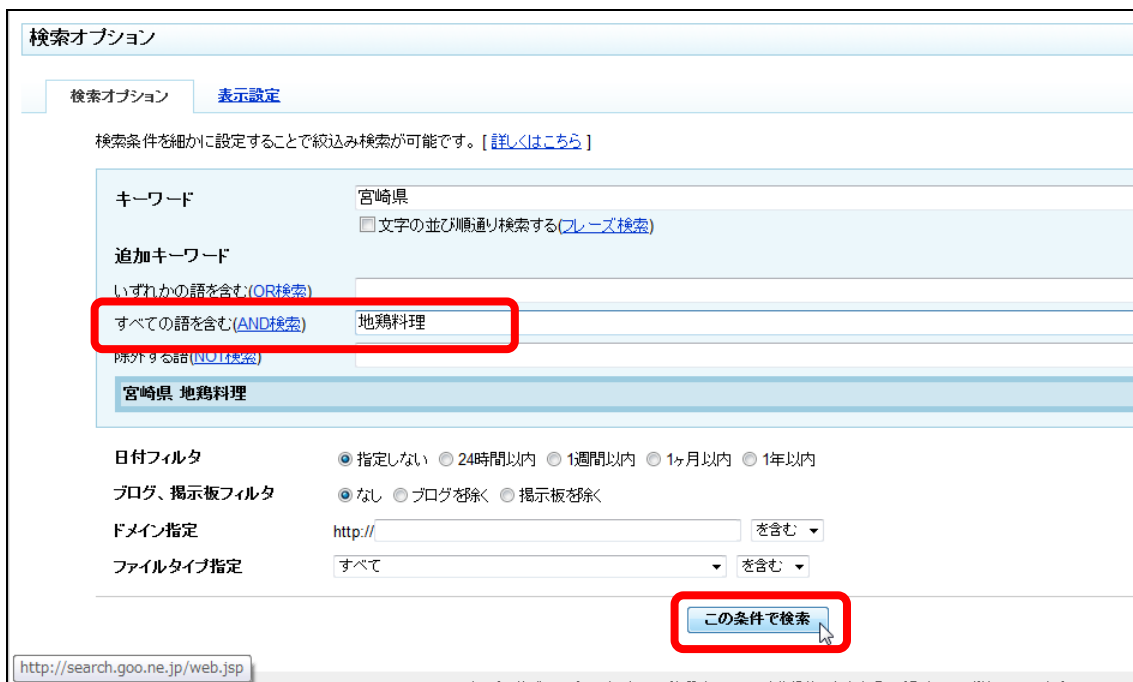 検索オプション
検索オプション 表示設定
検索条件を細かに設定することで絞込み検索が可能です。[ 詳しくはこちら ]
キーワード 宮崎県
文字の並び順通り検索する(フレーズ検索)
追加キーワード
いずれかの語を含む(OR検索)
すべての語を含む(AND検索) 地鶏料理
除外する語(NOT検索)
宮崎県 地鶏料理
日付フィルタ 指定しない 24時間以内 1週間以内 1ヶ月以内 1年以内
ブログ、掲示板フィルタ なし ブログを除く 掲示板を除く
ドメイン指定 http:// を含む
ファイルタイプ指定 すべて を含む
この条件で検索
http://search.goo.ne.jp/web.jsp